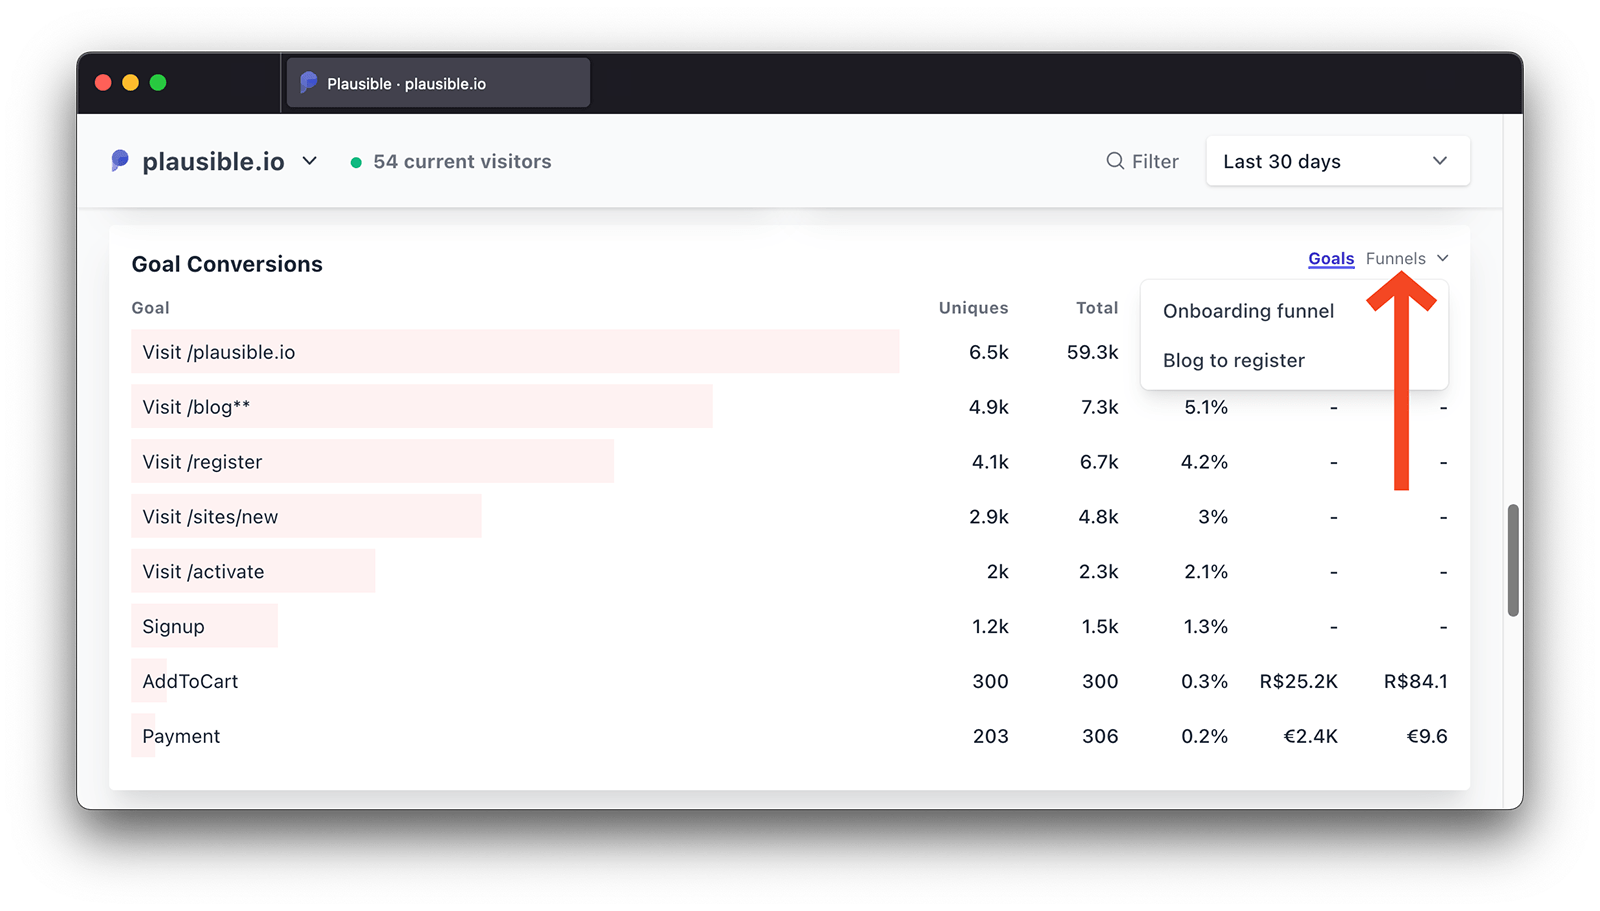 Plausible · plausible.io
plausible.io
54 current visitors
Filter
Last 30 days
Goal Conversions
Goals Funnels
Goal Uniques Total
Onboarding funnel
Blog to register
Visit /plausible.io 6.5k 59.3k
Visit /blog** 4.9k 7.3k 5.1% - -
Visit /register 4.1k 6.7k 4.2% - -
Visit /sites/new 2.9k 4.8k 3% - -
Visit /activate 2k 2.3k 2.1% - -
Signup 1.2k 1.5k 1.3% - -
AddToCart 300 300 0.3% R$25.2K R$84.1
Payment 203 306 0.2% €2.4K €9.6